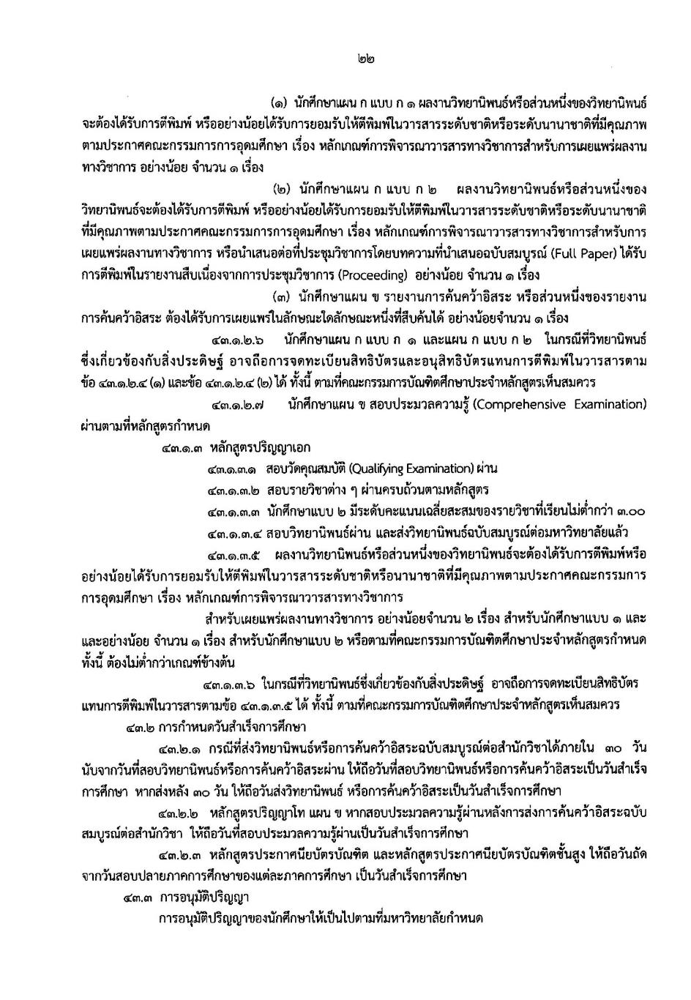 ๒๒
(๑) นักศึกษาแผน ก แบบ ก ๑ ผลงานวิทยานิพนธ์หรือส่วนหนึ่งของวิทยานิพนธ์
จะต้องได้รับการตีพิมพ์ หรืออย่างน้อยได้รับการยอมรับให้ตีพิมพ์ในวารสารระดับชาติหรือระดับนานาชาติที่มีคุณภาพ
ตามประกาศคณะกรรมการการอุดมศึกษา เรื่อง หลักเกณฑ์การพิจารณาวารสารทางวิชาการสำหรับการเผยแพร่ผลงาน
ทางวิชาการ อย่างน้อย จำนวน ๑ เรื่อง
(๒) นักศึกษาแผน ก แบบ ก ๒ ผลงานวิทยานิพนธ์หรือส่วนหนึ่งของ
วิทยานิพนธ์จะต้องได้รับการตีพิมพ์ หรืออย่างน้อยได้รับการยอมรับให้ตีพิมพ์ในวารสารระดับชาติหรือระดับนานาชาติ
ที่มีคุณภาพตามประกาศคณะกรรมการการอุดมศึกษา เรื่อง หลักเกณฑ์การพิจารณาวารสารทางวิชาการสำหรับการ
เผยแพร่ผลงานทางวิชาการ หรือนำเสนอต่อที่ประชุมวิชาการโดยบทความที่นำเสนอฉบับสมบูรณ์ (Full Paper) ได้รับ
การตีพิมพ์ในรายงานสืบเนื่องจากการประชุมวิชาการ (Proceeding) อย่างน้อย จำนวน ๑ เรื่อง
(๓) นักศึกษาแผน ข รายงานการค้นคว้าอิสระ หรือส่วนหนึ่งของรายงาน
การค้นคว้าอิสระ ต้องได้รับการเผยแพร่ในลักษณะใดลักษณะหนึ่งที่สืบค้นได้ อย่างน้อยจำนวน ๑ เรื่อง
๔๓.๑.๒.๖ นักศึกษาแผน ก แบบ ก ๑ และแผน ก แบบ ก ๒ ในกรณีที่วิทยานิพนธ์
ซึ่งเกี่ยวข้องกับสิ่งประดิษฐ์ อาจถือการจดทะเบียนสิทธิบัตรและอนุสิทธิบัตรแทนการตีพิมพ์ในวารสารตาม
ข้อ ๔๓.๑.๒.๔ (๑) และข้อ ๔๓.๑.๒.๔ (๒) ได้ ทั้งนี้ ตามที่คณะกรรมการบัณฑิตศึกษาประจำหลักสูตรเห็นสมควร
๔๓.๑.๒.๗ นักศึกษาแผน ข สอบประมวลความรู้ (Comprehensive Examination)
ผ่านตามที่หลักสูตรกำหนด
๔๓.๑.๓ หลักสูตรปริญญาเอก
๔๓.๑.๓.๑ สอบวัดคุณสมบัติ (Qualifying Examination) ผ่าน
๔๓.๑.๓.๒ สอบรายวิชาต่าง ๆ ผ่านครบถ้วนตามหลักสูตร
๔๓.๑.๓.๓ นักศึกษาแบบ ๒ มีระดับคะแนนเฉลี่ยสะสมของรายวิชาที่เรียนไม่ต่ำกว่า ๓.๐๐
๔๓.๑.๓.๔ สอบวิทยานิพนธ์ผ่าน และส่งวิทยานิพนธ์ฉบับสมบูรณ์ต่อมหาวิทยาลัยแล้ว
๔๓.๑.๓.๕ ผลงานวิทยานิพนธ์หรือส่วนหนึ่งของวิทยานิพนธ์จะต้องได้รับการตีพิมพ์หรือ
อย่างน้อยได้รับการยอมรับให้ตีพิมพ์ในวารสารระดับชาติหรือนานาชาติที่มีคุณภาพตามประกาศคณะกรรมการ
การอุดมศึกษา เรื่อง หลักเกณฑ์การพิจารณาวารสารทางวิชาการ
สำหรับเผยแพร่ผลงานทางวิชาการ อย่างน้อยจำนวน ๒ เรื่อง สำหรับนักศึกษาแบบ ๑ และ
และอย่างน้อย จำนวน ๑ เรื่อง สำหรับนักศึกษาแบบ ๒ หรือตามที่คณะกรรมการบัณฑิตศึกษาประจำหลักสูตรกำหนด
ทั้งนี้ ต้องไม่ต่ำกว่าเกณฑ์ข้างต้น
๔๓.๑.๓.๖ ในกรณีที่วิทยานิพนธ์ซึ่งเกี่ยวข้องกับสิ่งประดิษฐ์ อาจถือการจดทะเบียนสิทธิบัตร
แทนการตีพิมพ์ในวารสารตามข้อ ๔๓.๑.๓.๕ ได้ ทั้งนี้ ตามที่คณะกรรมการบัณฑิตศึกษาประจำหลักสูตรเห็นสมควร
๔๓.๒ การกำหนดวันสำเร็จการศึกษา
๔๓.๒.๑ กรณีที่ส่งวิทยานิพนธ์หรือการค้นคว้าอิสระฉบับสมบูรณ์ต่อสำนักวิชาได้ภายใน ๓๐ วัน
นับจากวันที่สอบวิทยานิพนธ์หรือการค้นคว้าอิสระผ่าน ให้ถือวันที่สอบวิทยานิพนธ์หรือการค้นคว้าอิสระเป็นวันสำเร็จ
การศึกษา หากส่งหลัง ๓๐ วัน ให้ถือวันส่งวิทยานิพนธ์ หรือการค้นคว้าอิสระเป็นวันสำเร็จการศึกษา
๔๓.๒.๒ หลักสูตรปริญญาโท แผน ข หากสอบประมวลความรู้ผ่านหลังการส่งการค้นคว้าอิสระฉบับ
สมบูรณ์ต่อสำนักวิชา ให้ถือวันที่สอบประมวลความรู้ผ่านเป็นวันสำเร็จการศึกษา
๔๓.๒.๓ หลักสูตรประกาศนียบัตรบัณฑิต และหลักสูตรประกาศนียบัตรบัณฑิตชั้นสูง ให้ถือวันถัด
จากวันสอบปลายภาคการศึกษาของแต่ละภาคการศึกษา เป็นวันสำเร็จการศึกษา
๔๓.๓ การอนุมัติปริญญา
การอนุมัติปริญญาของนักศึกษาให้เป็นไปตามที่มหาวิทยาลัยกำหนด